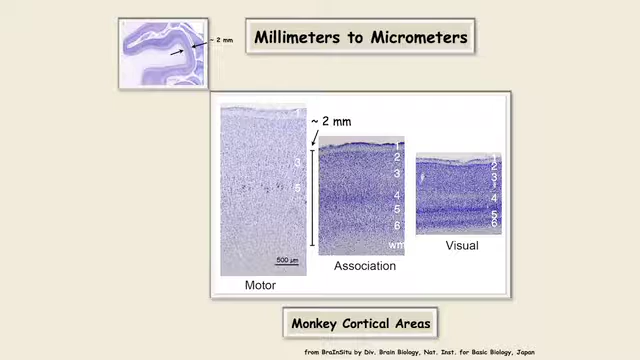 ~ 2 mm
Millimeters to Micrometers
~ 2 mm
1
3
5
500 µm
Motor
1
2
3
4
5
6
wm
Association
1
2
3
4
5
6
Visual
Monkey Cortical Areas
from BraInSitu by Div. Brain Biology, Nat. Inst. for Basic Biology, Japan